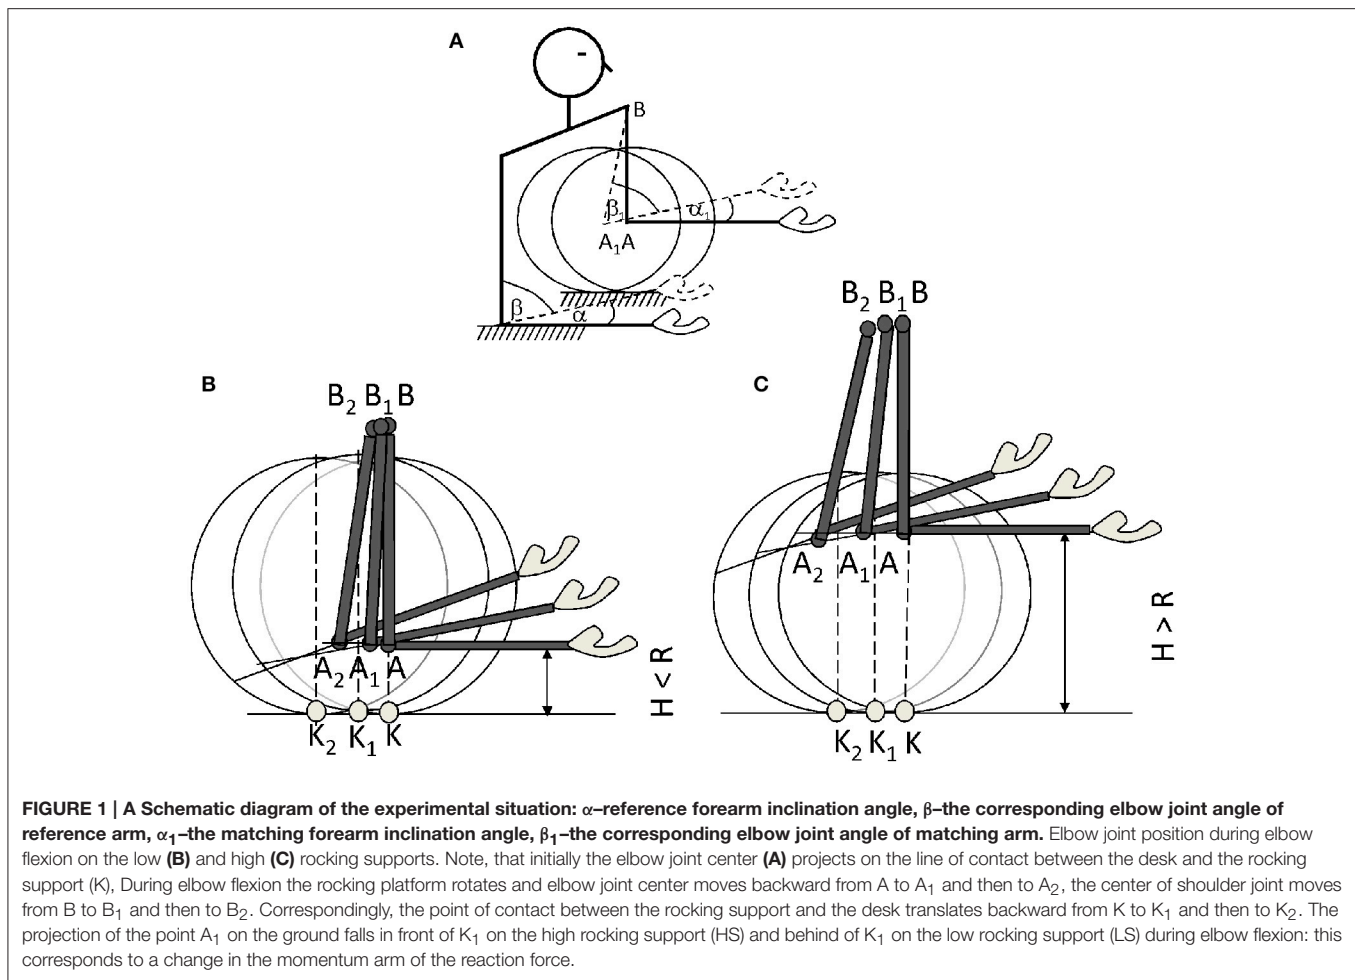 A
B
β₁
α₁
A₁A
β
α
B
B₂ B₁ B
A₂ A₁ A
K₂ K₁ K
H < R
C
B₂ B₁ B
A₂ A₁ A
K₂ K₁ K
H > R
FIGURE 1 | A Schematic diagram of the experimental situation: α–reference forearm inclination angle, β–the corresponding elbow joint angle of
reference arm, α₁–the matching forearm inclination angle, β₁–the corresponding elbow joint angle of matching arm. Elbow joint position during elbow
flexion on the low (B) and high (C) rocking supports. Note, that initially the elbow joint center (A) projects on the line of contact between the desk and the rocking
support (K), During elbow flexion the rocking platform rotates and elbow joint center moves backward from A to A₁ and then to A₂, the center of shoulder joint moves
from B to B₁ and then to B₂. Correspondingly, the point of contact between the rocking support and the desk translates backward from K to K₁ and then to K₂. The
projection of the point A₁ on the ground falls in front of K₁ on the high rocking support (HS) and behind of K₁ on the low rocking support (LS) during elbow flexion: this
corresponds to a change in the momentum arm of the reaction force.